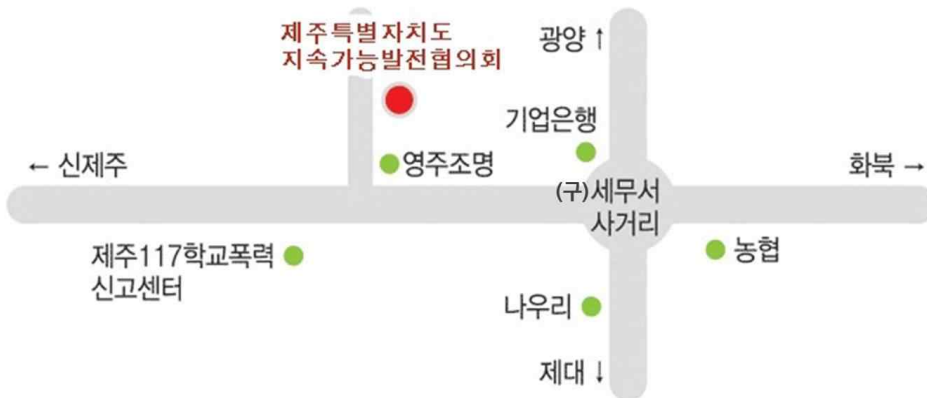 제주특별자치도
지속가능발전협의회
광양 ↑
기업은행
← 신제주
영주조명
화북 →
(구)세무서
사거리
제주117학교폭력
신고센터
농협
나우리
제대 ↓